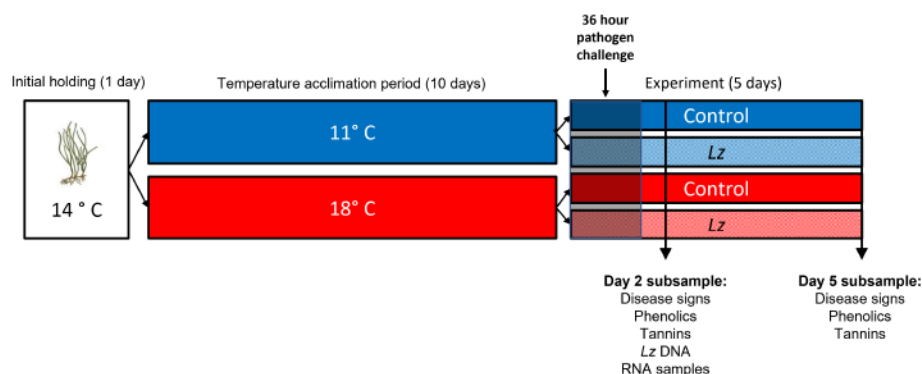 36 hour
pathogen
challenge
Initial holding (1 day)
Temperature acclimation period (10 days)
Experiment (5 days)
14 ° C
11° C
18° C
Control
Lz
Control
Lz
Day 2 subsample:
Disease signs
Phenolics
Tannins
Lz DNA
RNA samples
Day 5 subsample:
Disease signs
Phenolics
Tannins